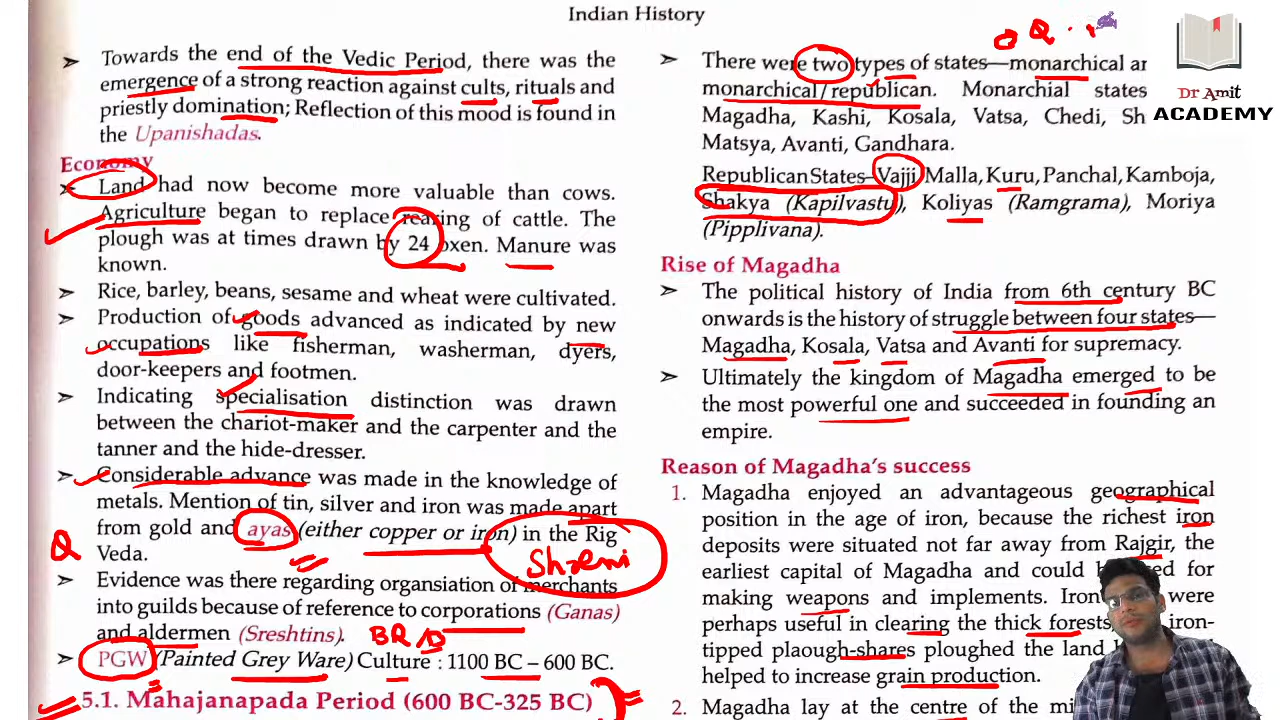 Indian History
➤ Towards the end of the Vedic Period, there was the
emergence of a strong reaction against cults, rituals and
priestly domination; Reflection of this mood is found in
the Upanishadas.
Economy
➤ Land had now become more valuable than cows.
Agriculture began to replace rearing of cattle. The
plough was at times drawn by 24 oxen. Manure was
known.
➤ Rice, barley, beans, sesame and wheat were cultivated.
➤ Production of goods advanced as indicated by new
occupations like fisherman, washerman, dyers,
door-keepers and footmen.
➤ Indicating specialisation distinction was drawn
between the chariot-maker and the carpenter and the
tanner and the hide-dresser.
➤ Considerable advance was made in the knowledge of
metals. Mention of tin, silver and iron was made apart
from gold and ayas (either copper or iron) in the Rig
Veda.
Q
Shreni
➤ Evidence was there regarding organsiation of merchants
into guilds because of reference to corporations (Ganas)
and aldermen (Sreshtins).
➤ PGW (Painted Grey Ware) Culture : 1100 BC – 600 BC.
5.1. Mahajanapada Period (600 BC-325 BC)
Q
➤ There were two types of states—monarchical
monarchical/republican. Monarchial states
Magadha, Kashi, Kosala, Vatsa, Chedi, Sh
Matsya, Avanti, Gandhara.
Republican States—Vajji Malla, Kuru, Panchal, Kamboja,
Shakya (Kapilvastu), Koliyas (Ramgrama), Moriya
(Pipplivana).
Rise of Magadha
➤ The political history of India from 6th century BC
onwards is the history of struggle between four states—
Magadha, Kosala, Vatsa and Avanti for supremacy.
➤ Ultimately the kingdom of Magadha emerged to be
the most powerful one and succeeded in founding an
empire.
Reason of Magadha's success
1. Magadha enjoyed an advantageous geographical
position in the age of iron, because the richest iron
deposits were situated not far away from Rajgir, the
earliest capital of Magadha and could for
making weapons and implements. Iron were
perhaps useful in clearing the thick forests, iron-
tipped plaough-shares ploughed the land
helped to increase grain production.
2. Magadha lay at the centre of the
Dr Amit
ACADEMY